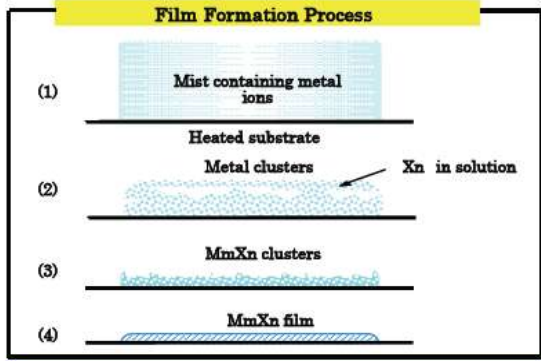 Film Formation Process
(1)
Mist containing metal
ions
Heated substrate
Metal clusters
Xn in solution
(2)
MmXn clusters
(3)
MmXn film
(4)